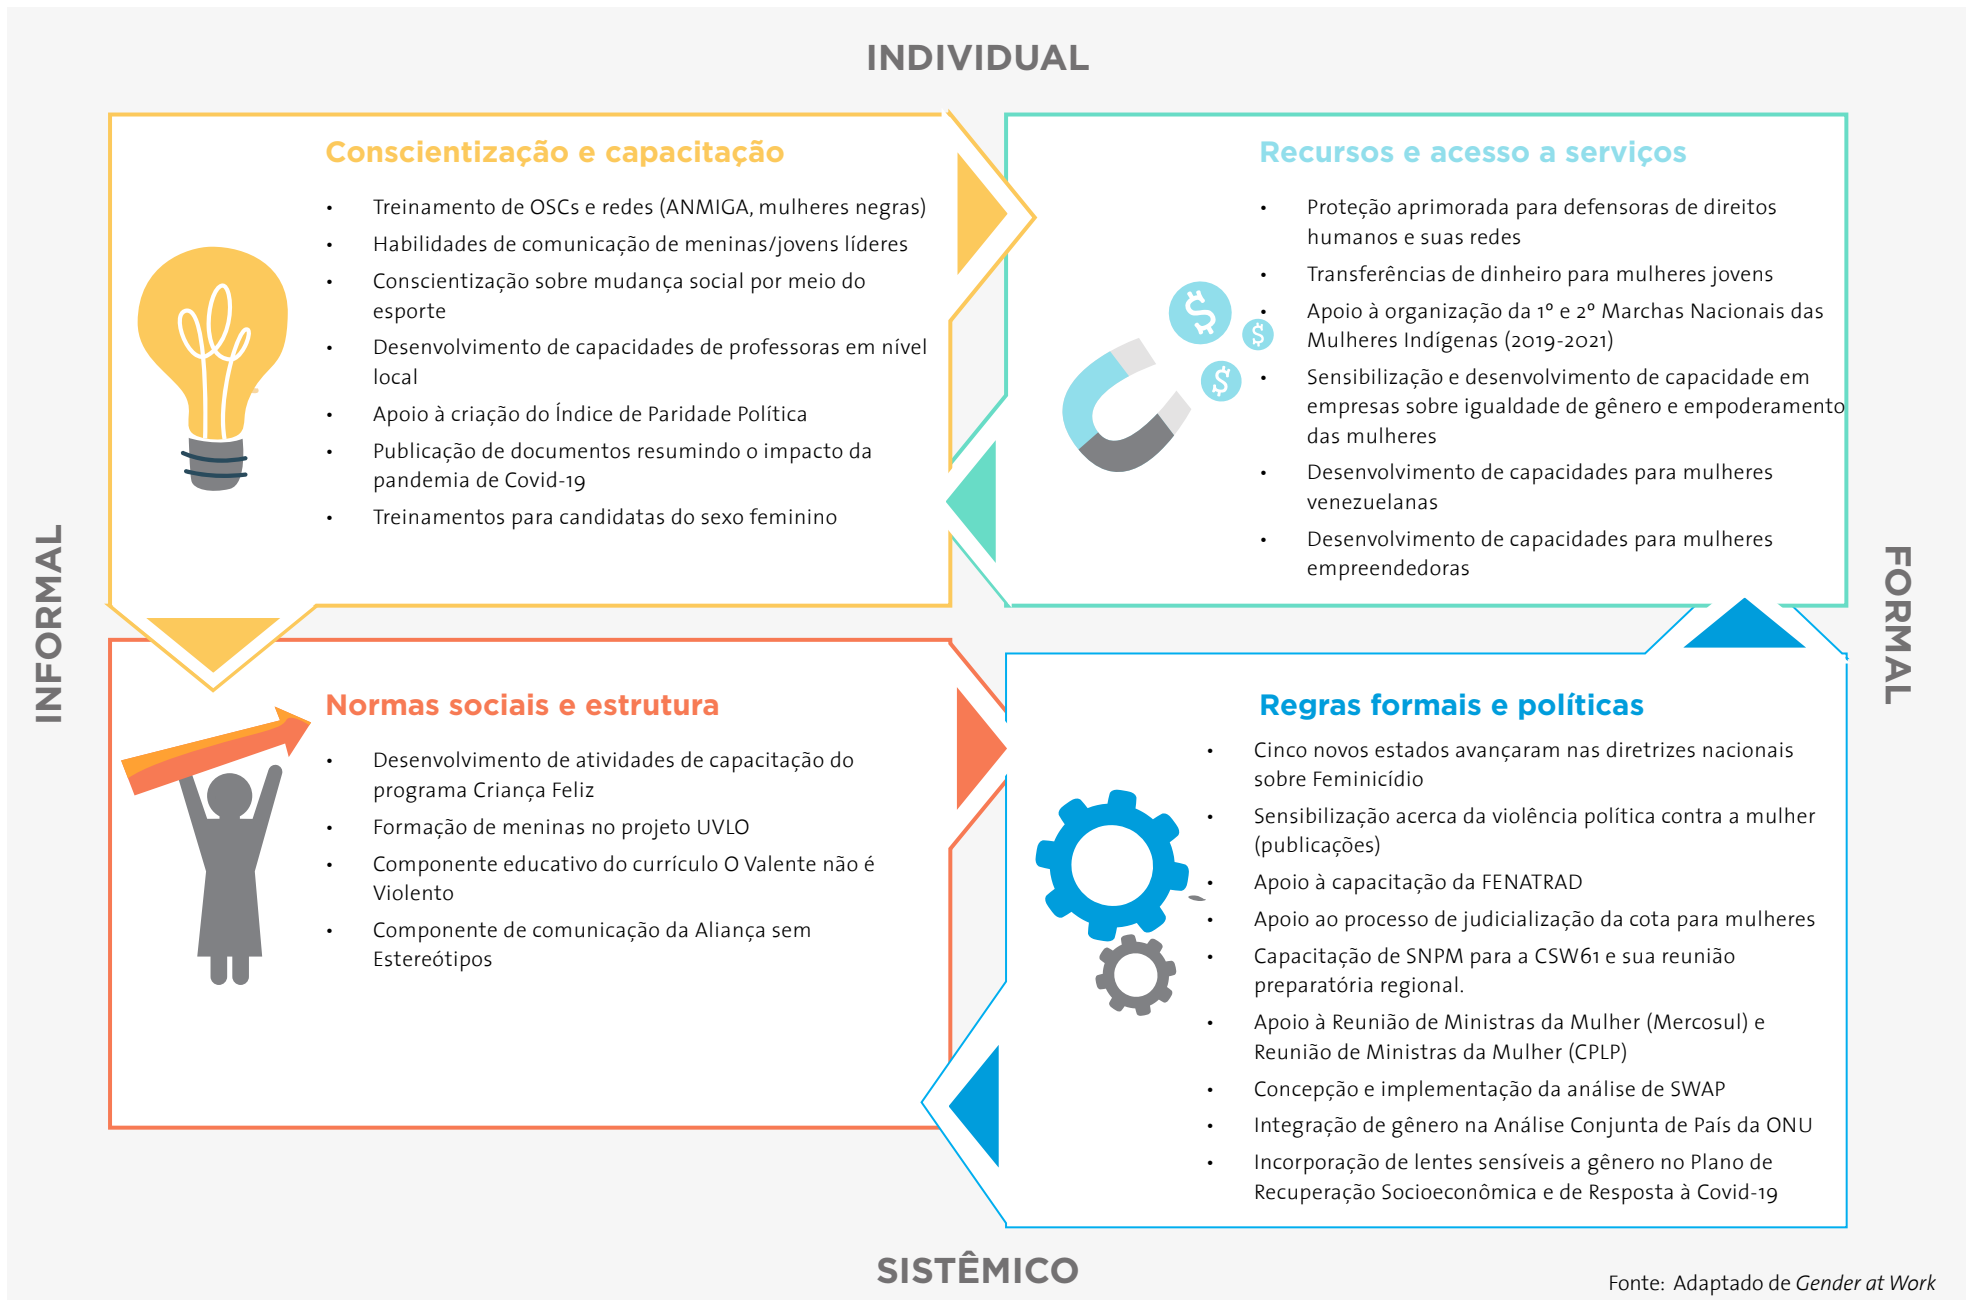 INDIVIDUAL
INFORMAL
Conscientização e capacitação
• Treinamento de OSCs e redes (ANMIGA, mulheres negras)
• Habilidades de comunicação de meninas/jovens líderes
• Conscientização sobre mudança social por meio do
esporte
• Desenvolvimento de capacidades de professoras em nível
local
• Apoio à criação do Índice de Paridade Política
• Publicação de documentos resumindo o impacto da
pandemia de Covid-19
• Treinamentos para candidatas do sexo feminino
Recursos e acesso a serviços
• Proteção aprimorada para defensoras de direitos
humanos e suas redes
• Transferências de dinheiro para mulheres jovens
• Apoio à organização da 1º e 2º Marchas Nacionais das
Mulheres Indígenas (2019-2021)
• Sensibilização e desenvolvimento de capacidade em
empresas sobre igualdade de gênero e empoderamento
das mulheres
• Desenvolvimento de capacidades para mulheres
venezuelanas
• Desenvolvimento de capacidades para mulheres
empreendedoras
$
$
$
FORMAL
Normas sociais e estrutura
• Desenvolvimento de atividades de capacitação do
programa Criança Feliz
• Formação de meninas no projeto UVLO
• Componente educativo do currículo O Valente não é
Violento
• Componente de comunicação da Aliança sem
Estereótipos
Regras formais e políticas
• Cinco novos estados avançaram nas diretrizes nacionais
sobre Feminicídio
• Sensibilização acerca da violência política contra a mulher
(publicações)
• Apoio à capacitação da FENATRAD
• Apoio ao processo de judicialização da cota para mulheres
• Capacitação de SNPM para a CSW61 e sua reunião
preparatória regional.
• Apoio à Reunião de Ministras da Mulher (Mercosul) e
Reunião de Ministras da Mulher (CPLP)
• Concepção e implementação da análise de SWAP
• Integração de gênero na Análise Conjunta de País da ONU
• Incorporação de lentes sensíveis a gênero no Plano de
Recuperação Socioeconômica e de Resposta à Covid-19
SISTÊMICO
Fonte: Adaptado de Gender at Work